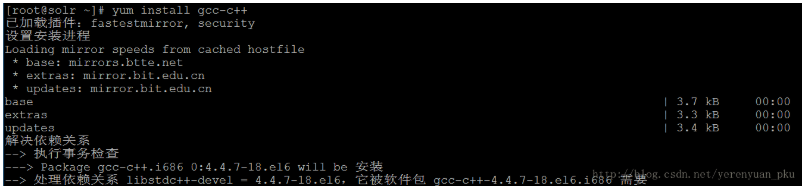 [root@solr ~]# yum install gcc-c++
已加载插件: fastestmirror, security
设置安装进程
Loading mirror speeds from cached hostfile
* base: mirrors.btte.net
* extras: mirror.bit.edu.cn
* updates: mirror.bit.edu.cn
base | 3.7 kB 00:00
extras | 3.3 kB 00:00
updates | 3.4 kB 00:00
解决依赖关系
--> 执行事务检查
---> Package gcc-c++.i686 0:4.4.7-18.el6 will be 安装
--> 处理依赖关系 libstdc++-devel = 4.4.7-18.el6，它被软件包 gcc-c++-4.4.7-18.el6.i686 需要
http://blog.csdn.net/yerenyuan_pku